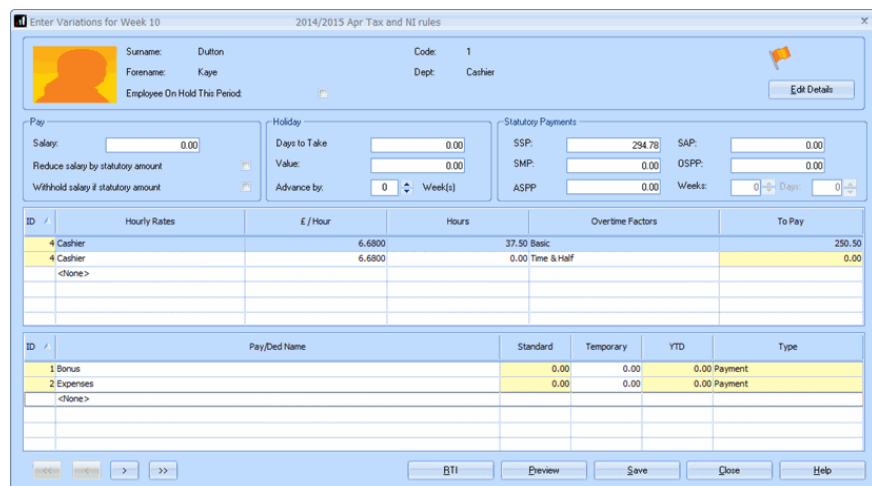 Enter Variations for Week 10 2014/2015 Apr Tax and NI rules
Surname: Dutton Code: 1
Forename: Kaye Dept: Cashier
Employee On Hold This Period:
Edit Details
Pay Holiday Statutory Payments
Salary: 0.00 Days to Take 0.00 SSP: 294.78 SAP: 0.00
Reduce salary by statutory amount Value: 0.00 SMP: 0.00 OSPP: 0.00
Withhold salary if statutory amount Advance by: 0 Week(s) ASPP 0.00 Weeks: 0 Days: 0
ID Hourly Rates £ / Hour Hours Overtime Factors To Pay
4 Cashier 6.6800 37.50 Basic 250.50
4 Cashier 6.6800 0.00 Time & Half 0.00
<None>
ID Pay/Ded Name Standard Temporary YTD Type
1 Bonus 0.00 0.00 0.00 Payment
2 Expenses 0.00 0.00 0.00 Payment
<None>
<< < > >> RTI Preview Save Close Help